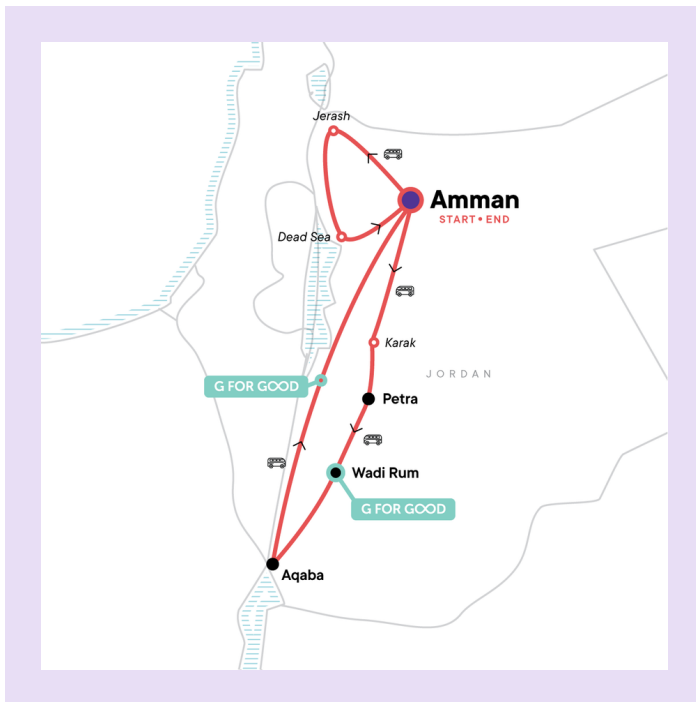 Jerash
Amman
START • END
Dead Sea
Karak
JORDAN
G FOR GOOD
Petra
Wadi Rum
G FOR GOOD
Aqaba